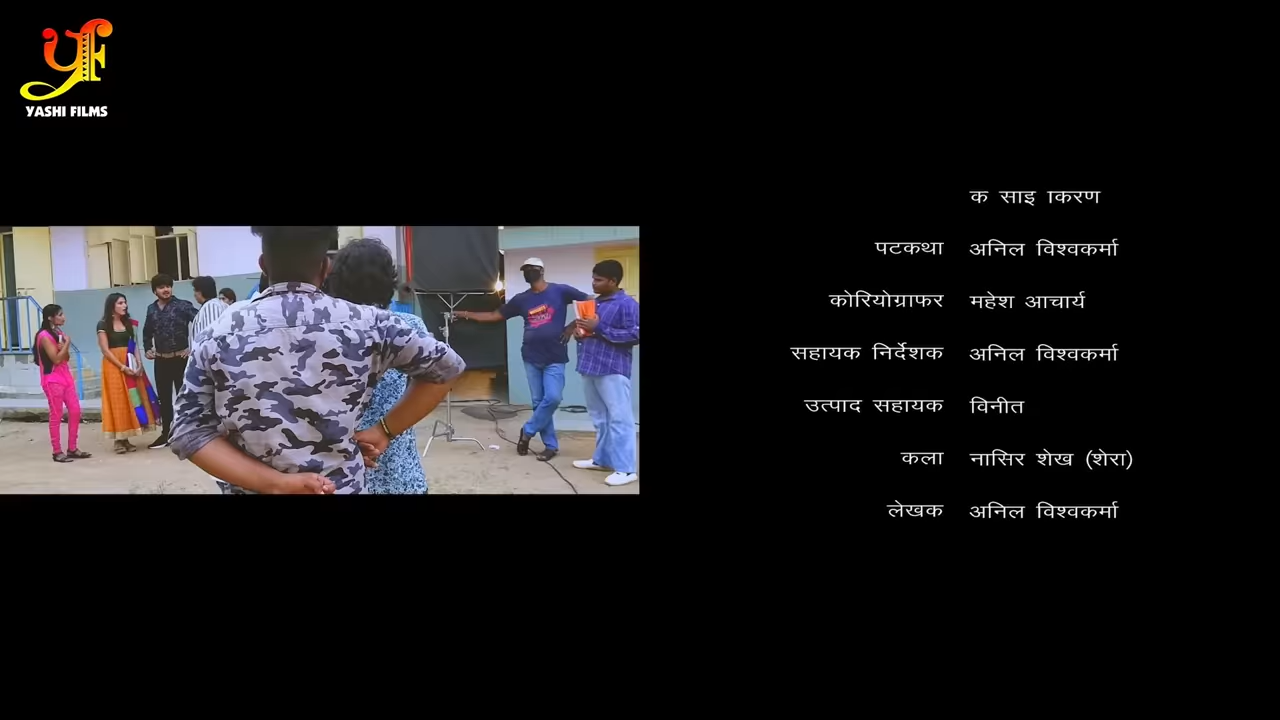 YASHI FILMS
क साइ ाकरण
पटकथा अनिल विश्वकर्मा
कोरियोग्राफर महेश आचार्य
सहायक निर्देशक अनिल विश्वकर्मा
उत्पाद सहायक विनीत
कला नासिर शेख (शेरा)
लेखक अनिल विश्वकर्मा